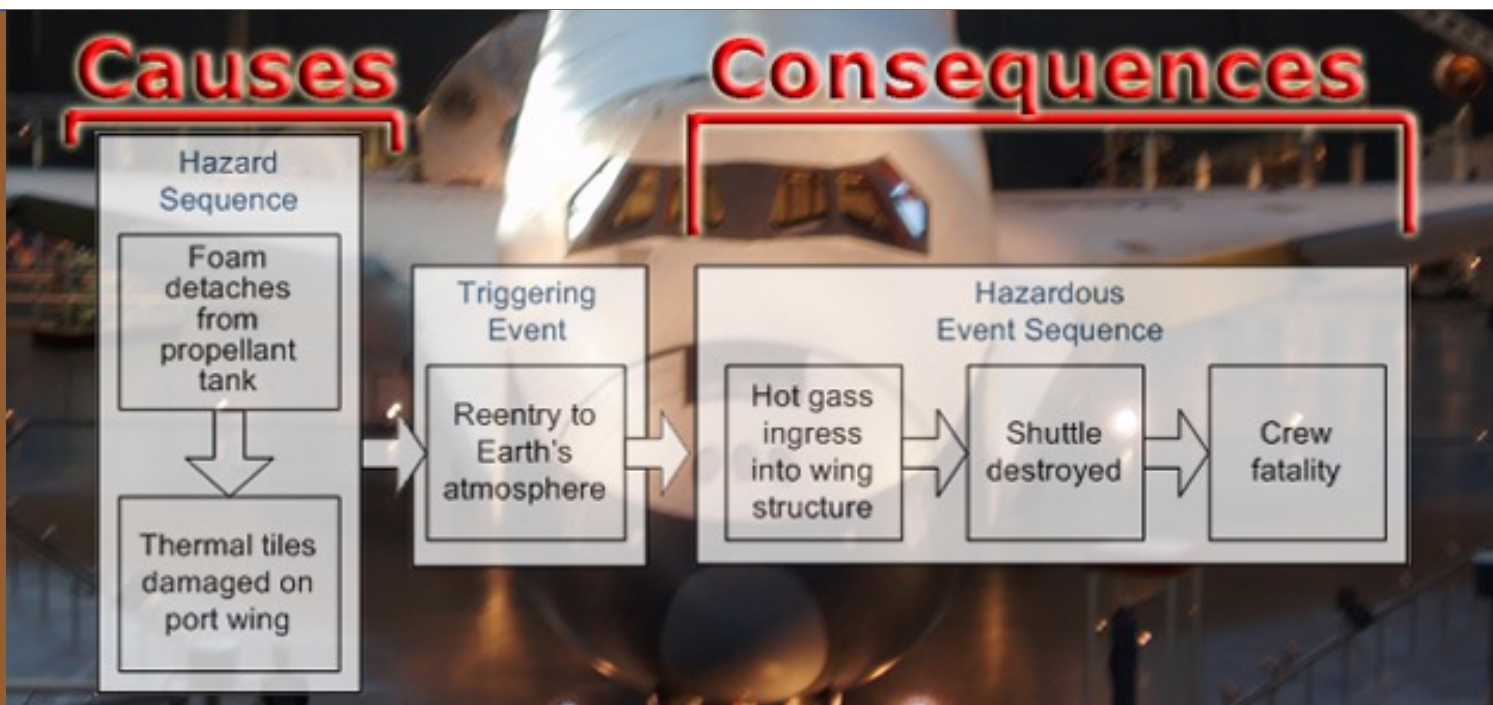 Causes
Consequences
Hazard
Sequence
Foam
detaches
from
propellant
tank
Thermal tiles
damaged on
port wing
Triggering
Event
Reentry to
Earth's
atmosphere
Hazardous
Event Sequence
Hot gass
ingress
into wing
structure
Shuttle
destroyed
Crew
fatality